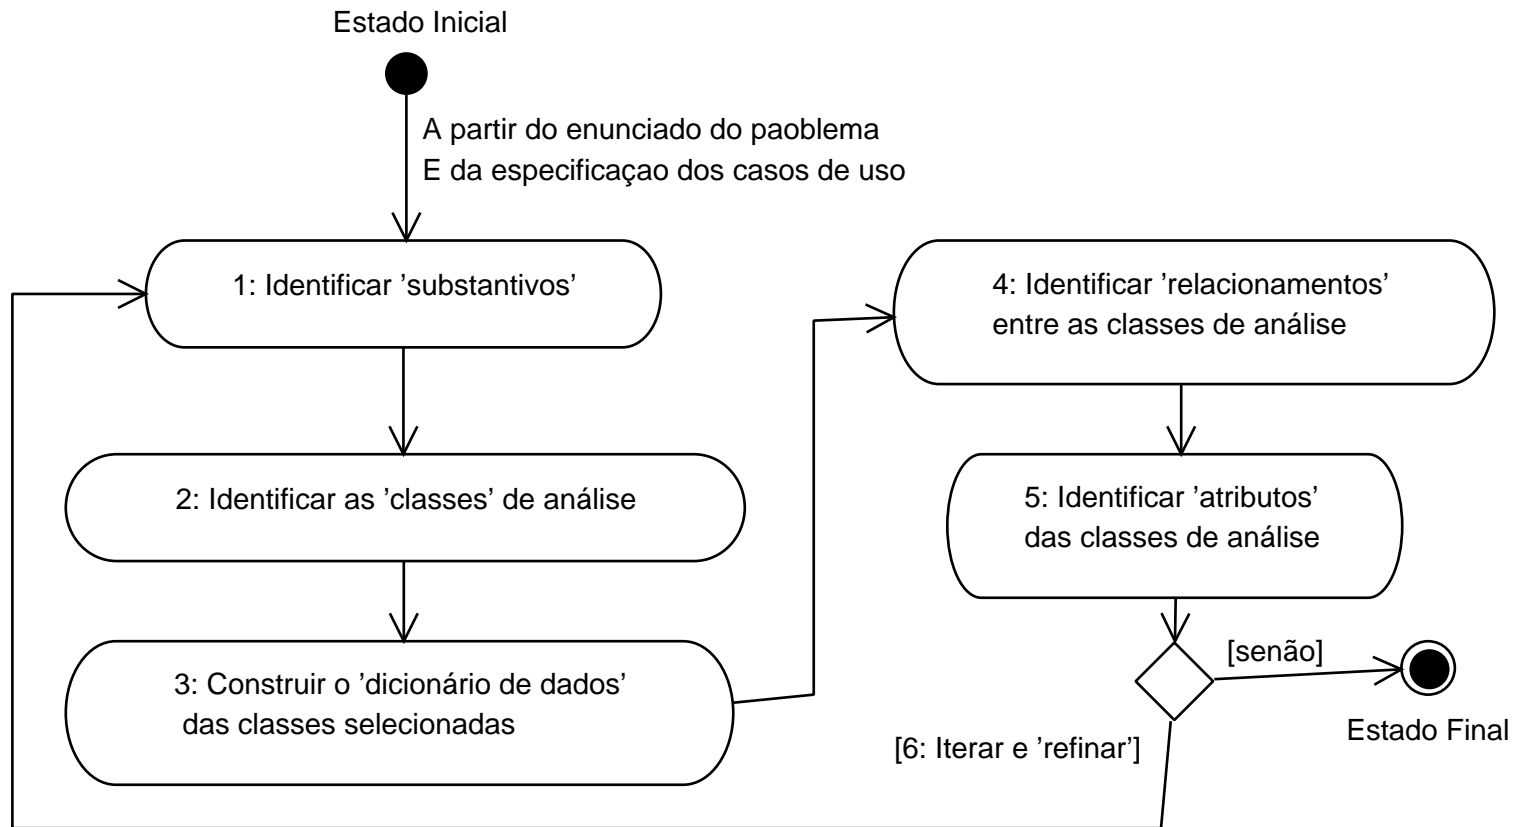 Estado Inicial
A partir do enunciado do paoblema
E da especificaçao dos casos de uso
1: Identificar ’substantivos’
2: Identificar as ’classes’ de análise
3: Construir o ’dicionário de dados’
das classes selecionadas
4: Identificar ’relacionamentos’
entre as classes de análise
5: Identificar ’atributos’
das classes de análise
[senão]
Estado Final
[6: Iterar e ’refinar’]